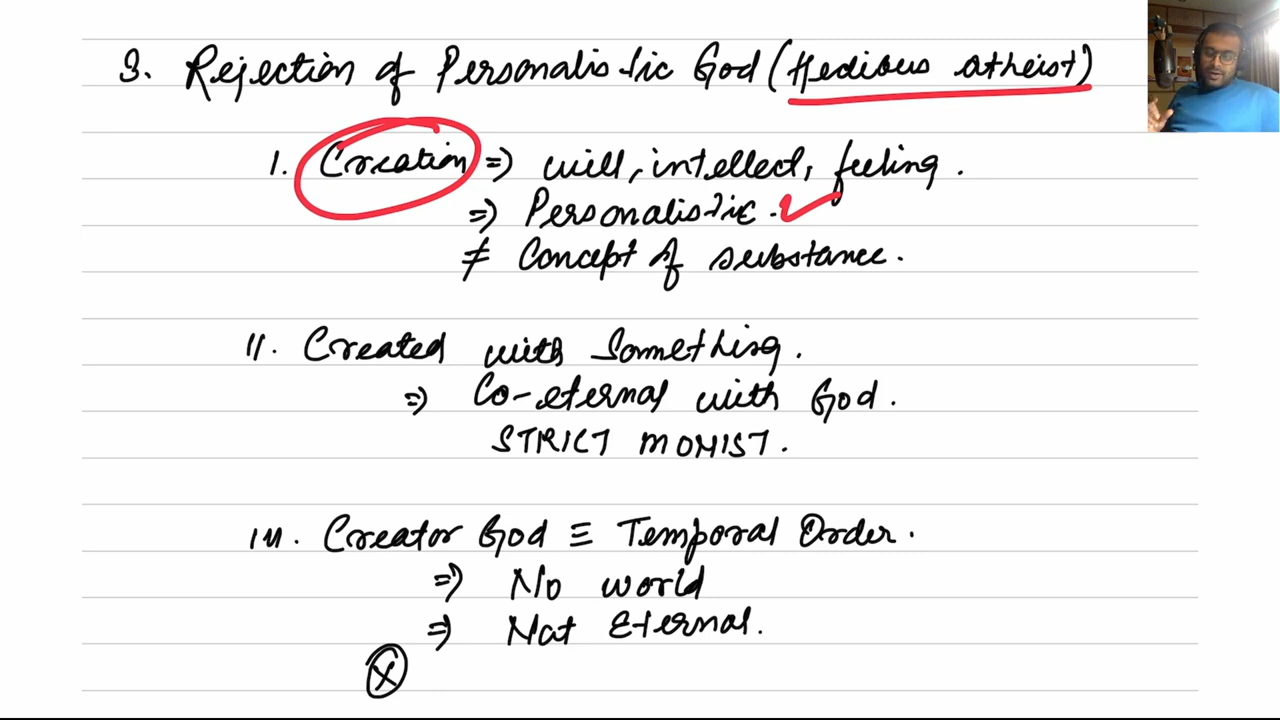 3. Rejection of Personalistic God (Hedious atheist)
I. Creation => will, intellect, feeling.
=> Personalistic.
≠ Concept of substance.
II. Created with Something.
=> Co-eternal with God.
STRICT MONIST.
III. Creator God ≡ Temporal Order.
=> No world
=> Not Eternal.
X